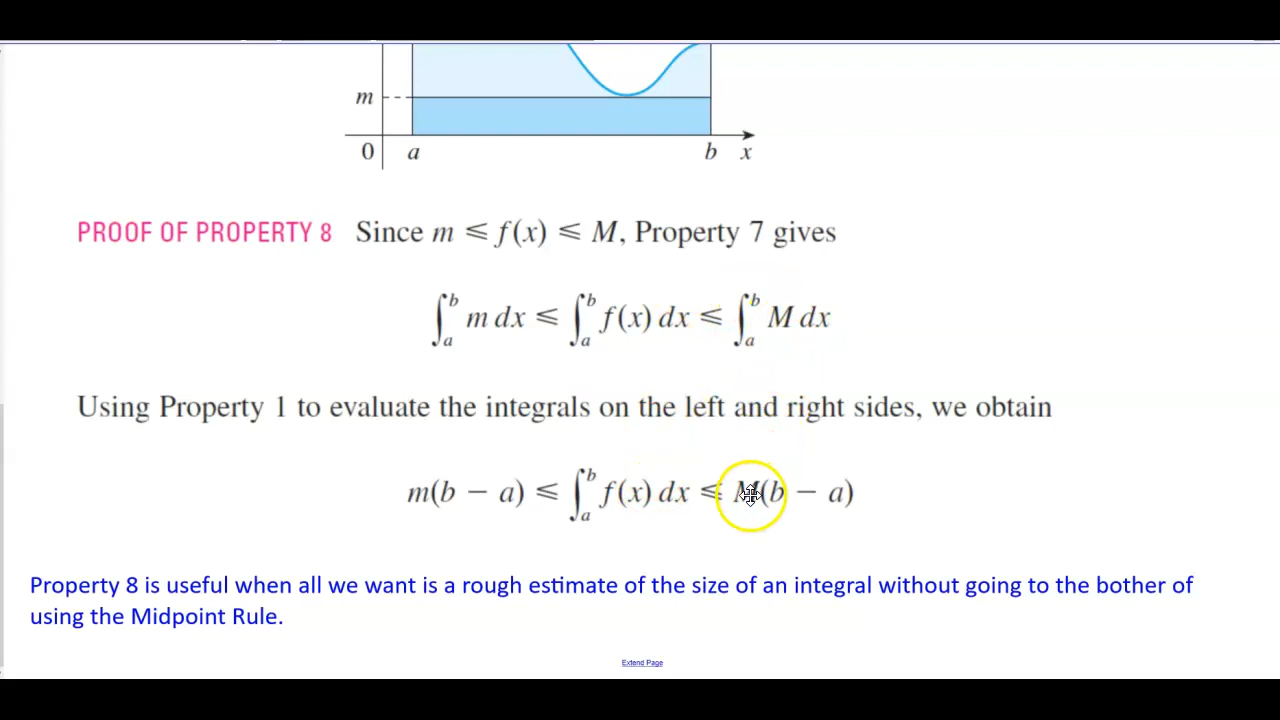 m
0 a b x
PROOF OF PROPERTY 8 Since m ⩽ f(x) ⩽ M, Property 7 gives
∫_a^b m dx ⩽ ∫_a^b f(x) dx ⩽ ∫_a^b M dx
Using Property 1 to evaluate the integrals on the left and right sides, we obtain
m(b − a) ⩽ ∫_a^b f(x) dx ⩽ M(b − a)
Property 8 is useful when all we want is a rough estimate of the size of an integral without going to the bother of
using the Midpoint Rule.
Extend Page